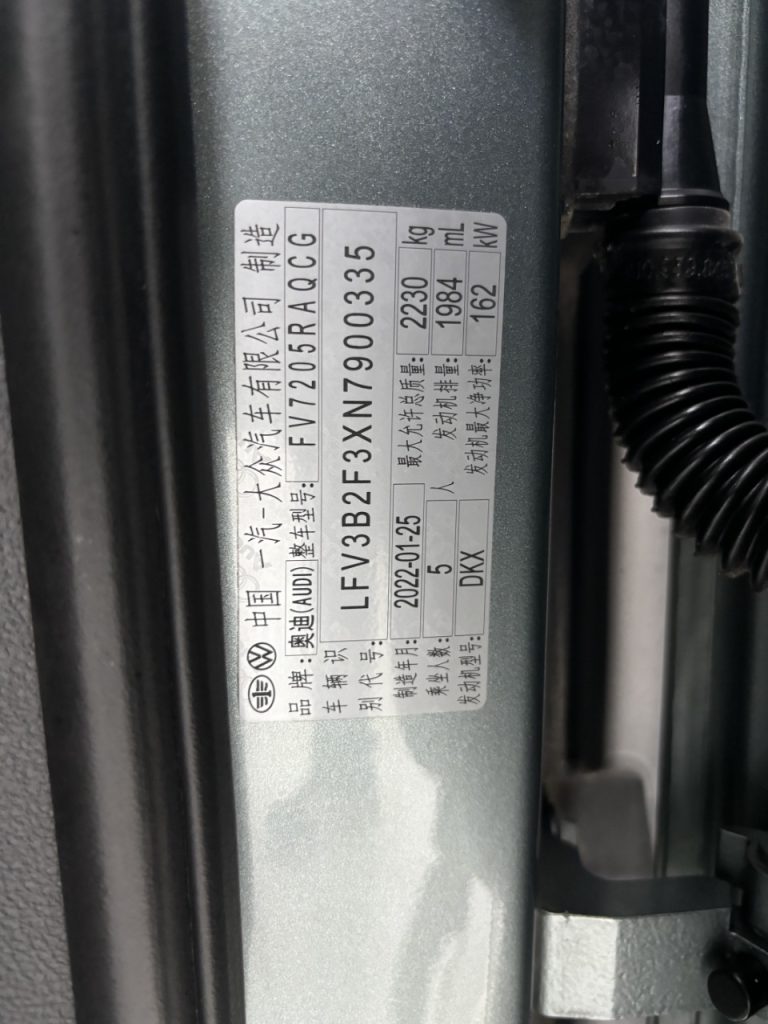 中国 一汽-大众汽车有限公司 制造
品牌: 奥迪(AUDI) 整车型号: FV7205RAQCG
车辆识别代号: LFV3B2F3XN7900335
制造年月: 2022-01-25 最大允许总质量: 2230 kg
乘坐人数: 5 人 发动机排量: 1984 mL
发动机型号: DKX 发动机最大净功率: 162 kW